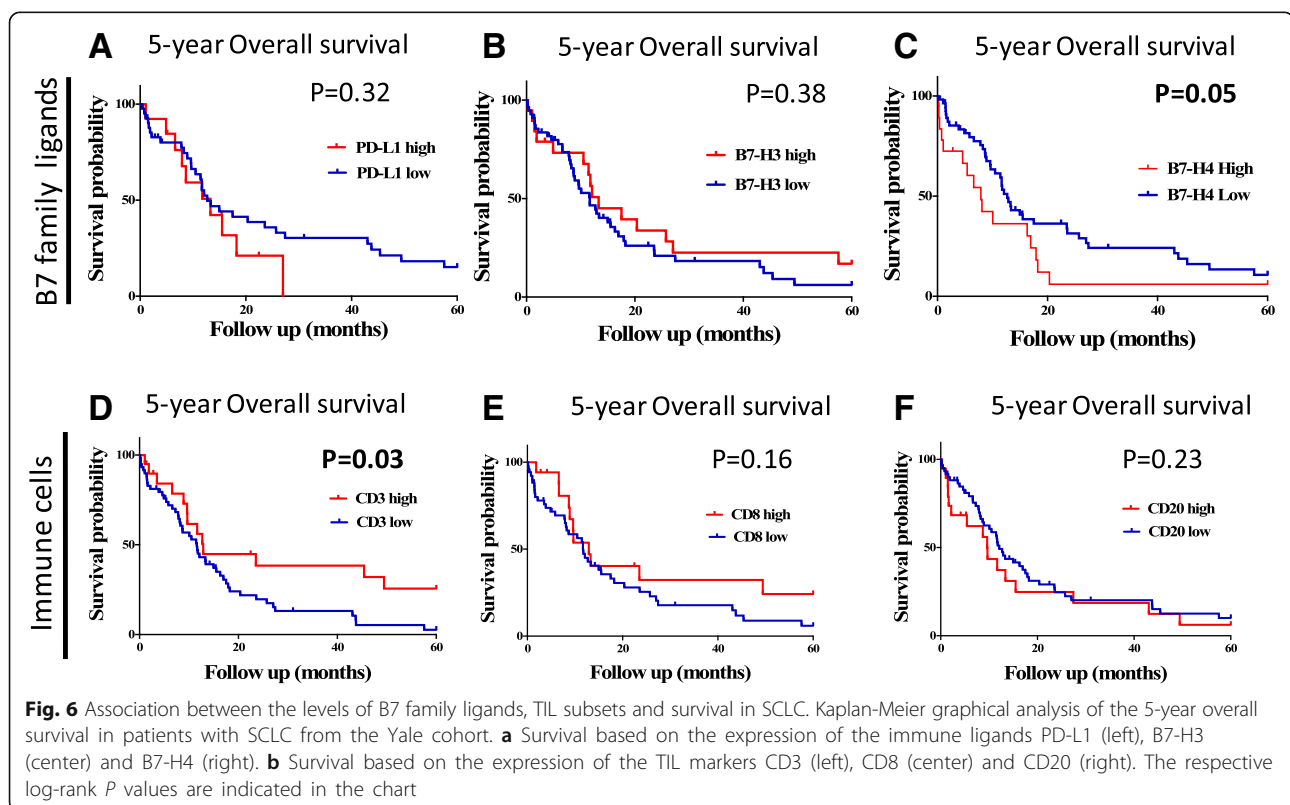 B7 family ligands
A
5-year Overall survival
P=0.32
PD-L1 high
PD-L1 low
Survival probability
100
50
0
0 20 40 60
Follow up (months)
B
5-year Overall survival
P=0.38
B7-H3 high
B7-H3 low
Survival probability
100
50
0
0 20 40 60
Follow up (months)
C
5-year Overall survival
P=0.05
B7-H4 High
B7-H4 Low
Survival probability
100
50
0
0 20 40 60
Follow up (months)
Immune cells
D
5-year Overall survival
P=0.03
CD3 high
CD3 low
Survival probability
100
50
0
0 20 40 60
Follow up (months)
E
5-year Overall survival
P=0.16
CD8 high
CD8 low
Survival probability
100
50
0
0 20 40 60
Follow up (months)
F
5-year Overall survival
P=0.23
CD20 high
CD20 low
Survival probability
100
50
0
0 20 40 60
Follow up (months)
Fig. 6 Association between the levels of B7 family ligands, TIL subsets and survival in SCLC. Kaplan-Meier graphical analysis of the 5-year overall
survival in patients with SCLC from the Yale cohort. a Survival based on the expression of the immune ligands PD-L1 (left), B7-H3
(center) and B7-H4 (right). b Survival based on the expression of the TIL markers CD3 (left), CD8 (center) and CD20 (right). The respective
log-rank P values are indicated in the chart